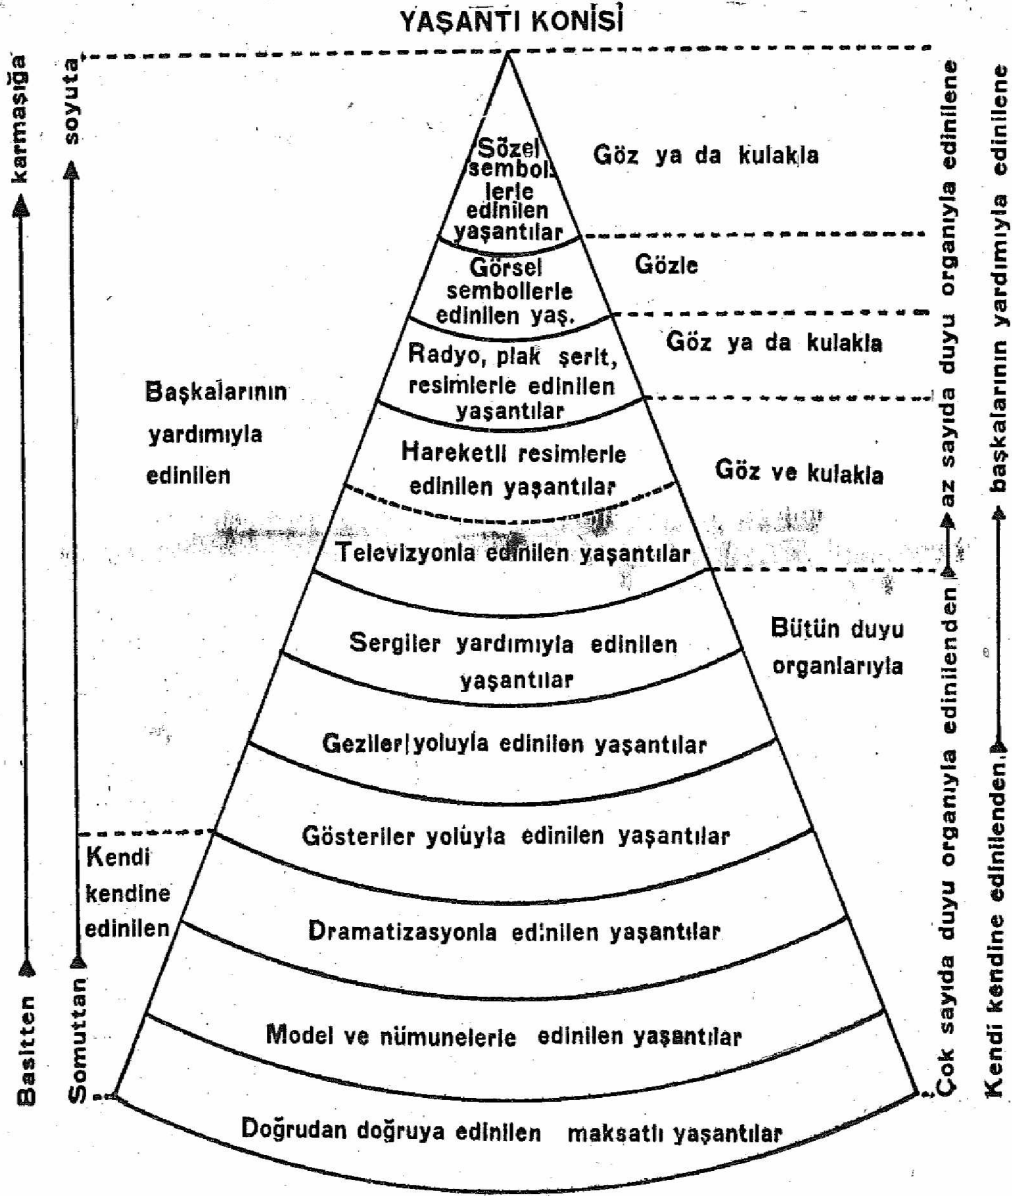 YAŞANTI KONİSİ
Sözel
sembol-
lerle
edinilen
yaşantılar
Görsel
sembollerle
edinilen yaş.
Radyo, plak şerit,
resimlerle edinilen
yaşantılar
Hareketli resimlerle
edinilen yaşantılar
Televizyonla edinilen yaşantılar
Sergiler yardımıyla edinilen
yaşantılar
Geziler yoluyla edinilen yaşantılar
Gösteriler yoluyla edinilen yaşantılar
Dramatizasyonla edinilen yaşantılar
Model ve nümunelerle edinilen yaşantılar
Doğrudan doğruya edinilen maksatlı yaşantılar
Göz ya da kulakla
Gözle
Göz ya da kulakla
Göz ve kulakla
Bütün duyu
organlarıyla
Başkalarının
yardımıyla
edinilen
Kendi
kendine
edinilen
Basitten karmaşığa
Somuttan soyuta
Çok sayıda duyu organıyla edinilenden az sayıda duyu organıyla edinilene
Kendi kendine edinilenden başkalarının yardımıyla edinilene